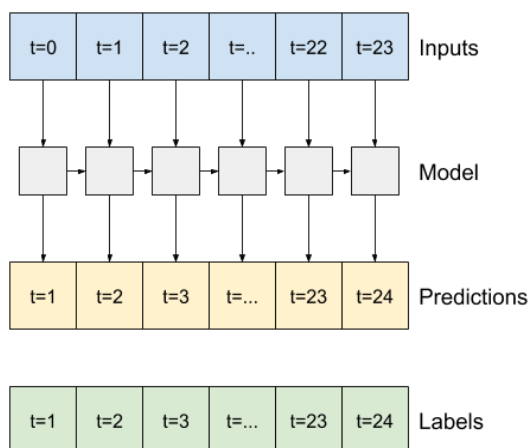 t=0 t=1 t=2 t=.. t=22 t=23 Inputs
Model
t=1 t=2 t=3 t=... t=23 t=24 Predictions
t=1 t=2 t=3 t=... t=23 t=24 Labels